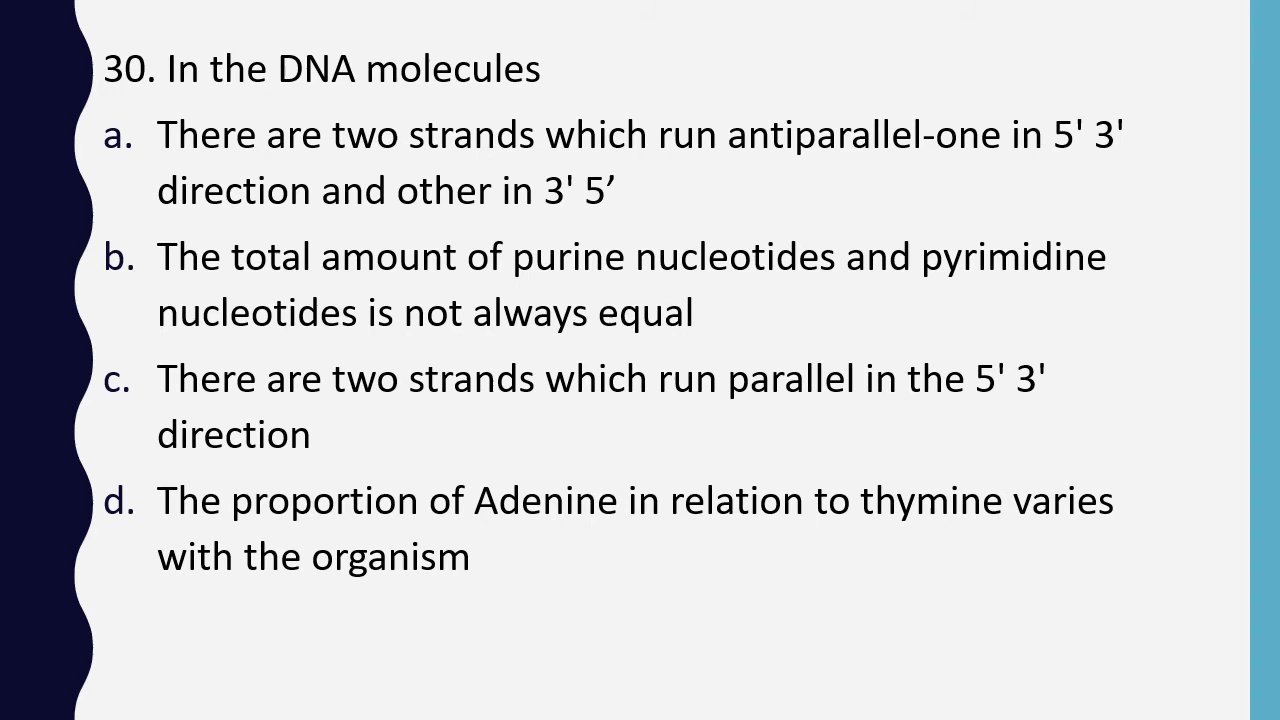 30. In the DNA molecules
a. There are two strands which run antiparallel-one in 5' 3'
direction and other in 3' 5’
b. The total amount of purine nucleotides and pyrimidine
nucleotides is not always equal
c. There are two strands which run parallel in the 5' 3'
direction
d. The proportion of Adenine in relation to thymine varies
with the organism